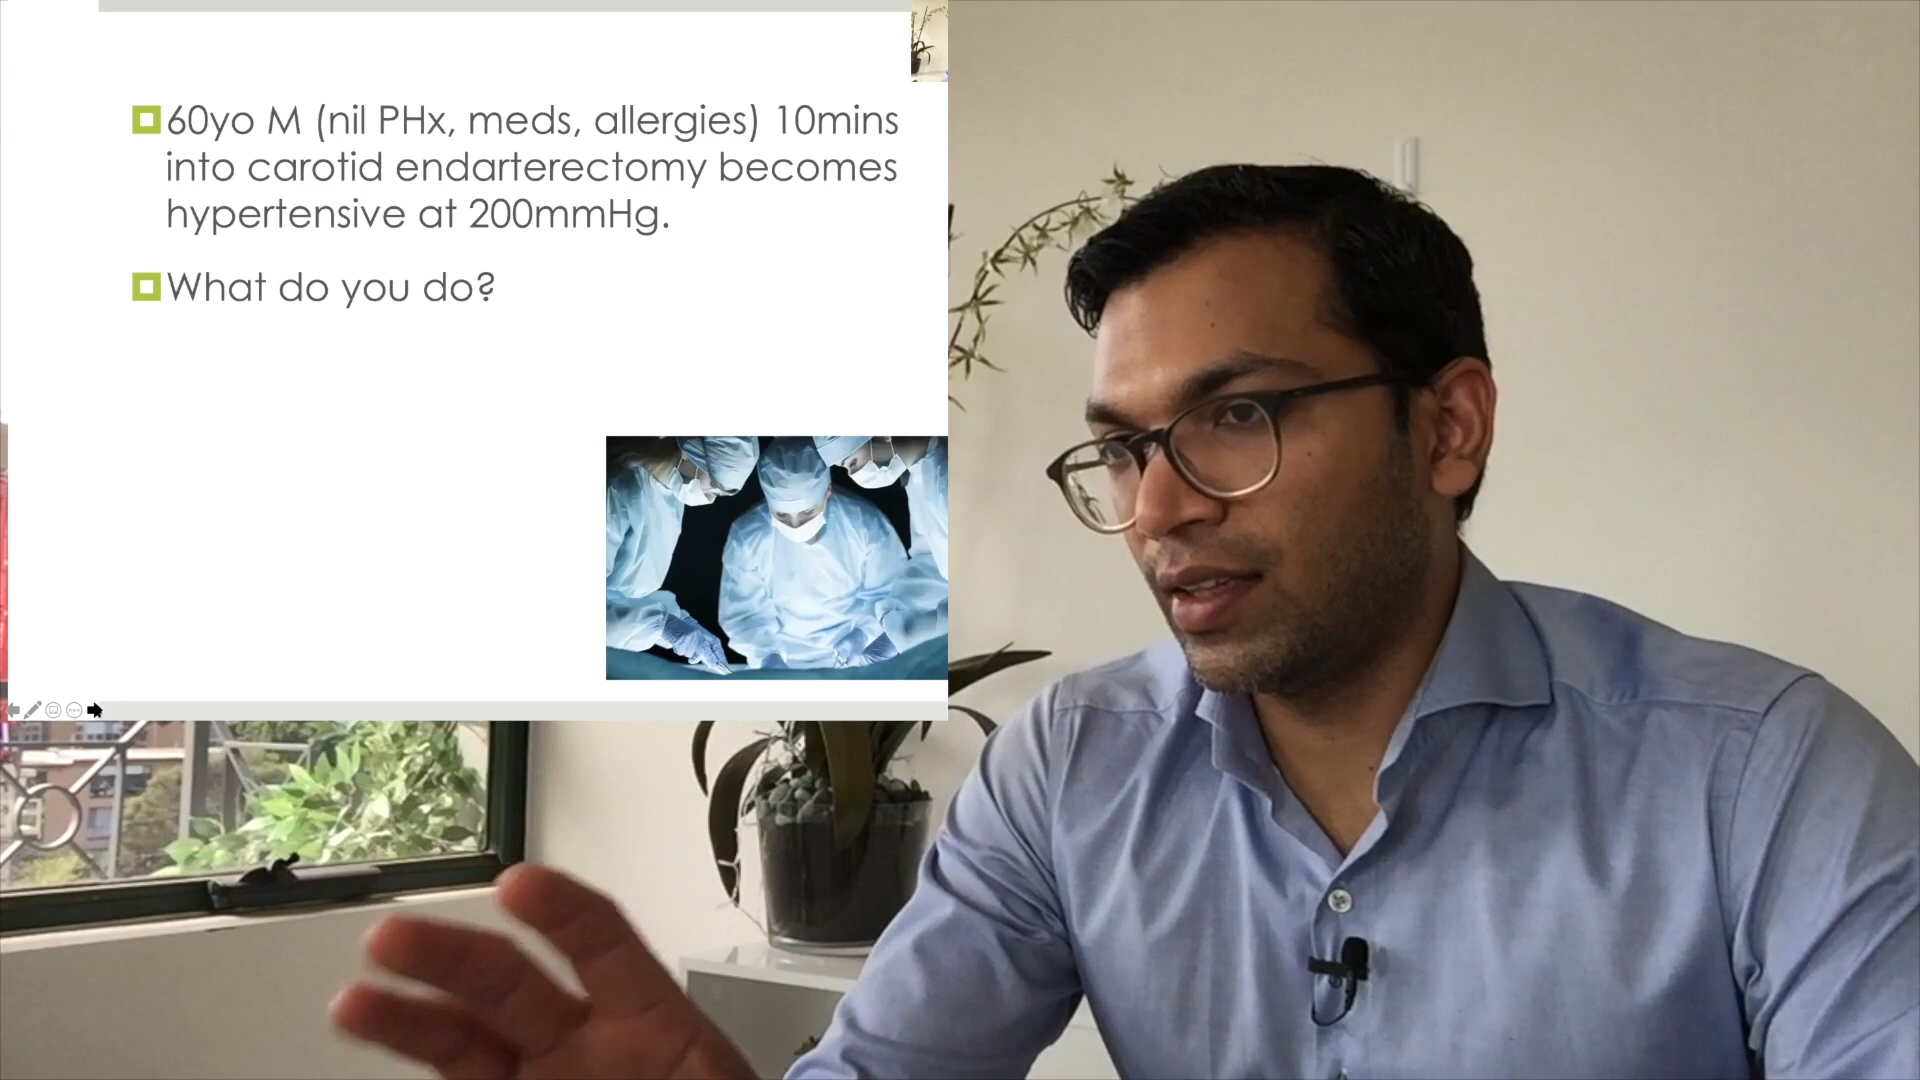 60yo M (nil PHx, meds, allergies) 10mins
into carotid endarterectomy becomes
hypertensive at 200mmHg.
What do you do?